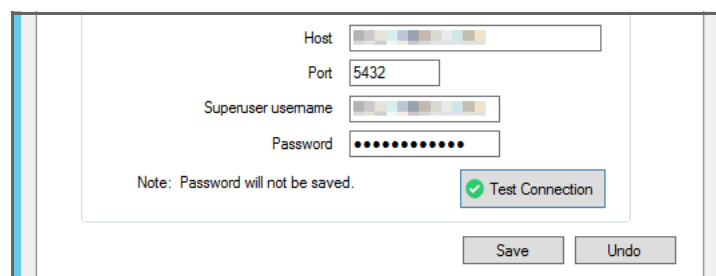 Host
Port 5432
Superuser username
Password ●●●●●●●●●●●●
Note: Password will not be saved.
Test Connection
Save Undo